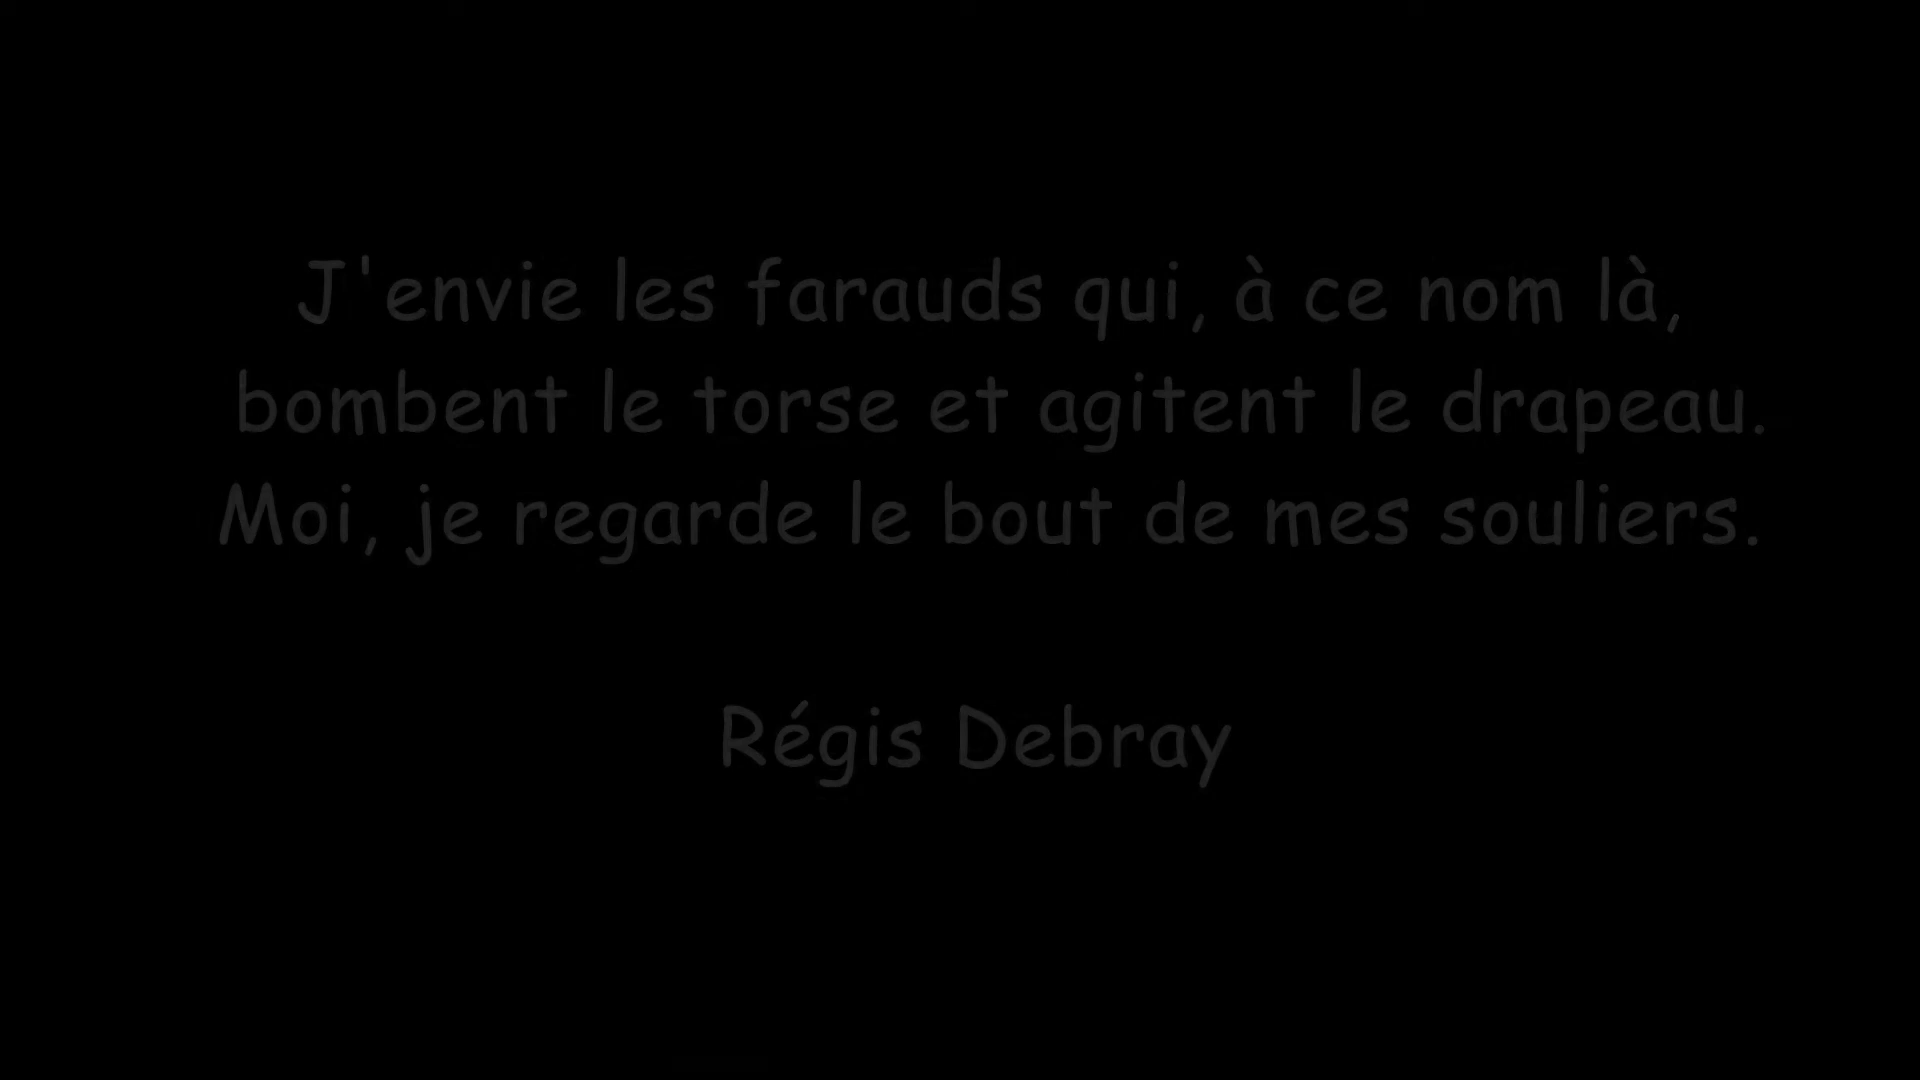 J'envie les farauds qui, à ce nom là,
bombent le torse et agitent le drapeau.
Moi, je regarde le bout de mes souliers.
Régis Debray